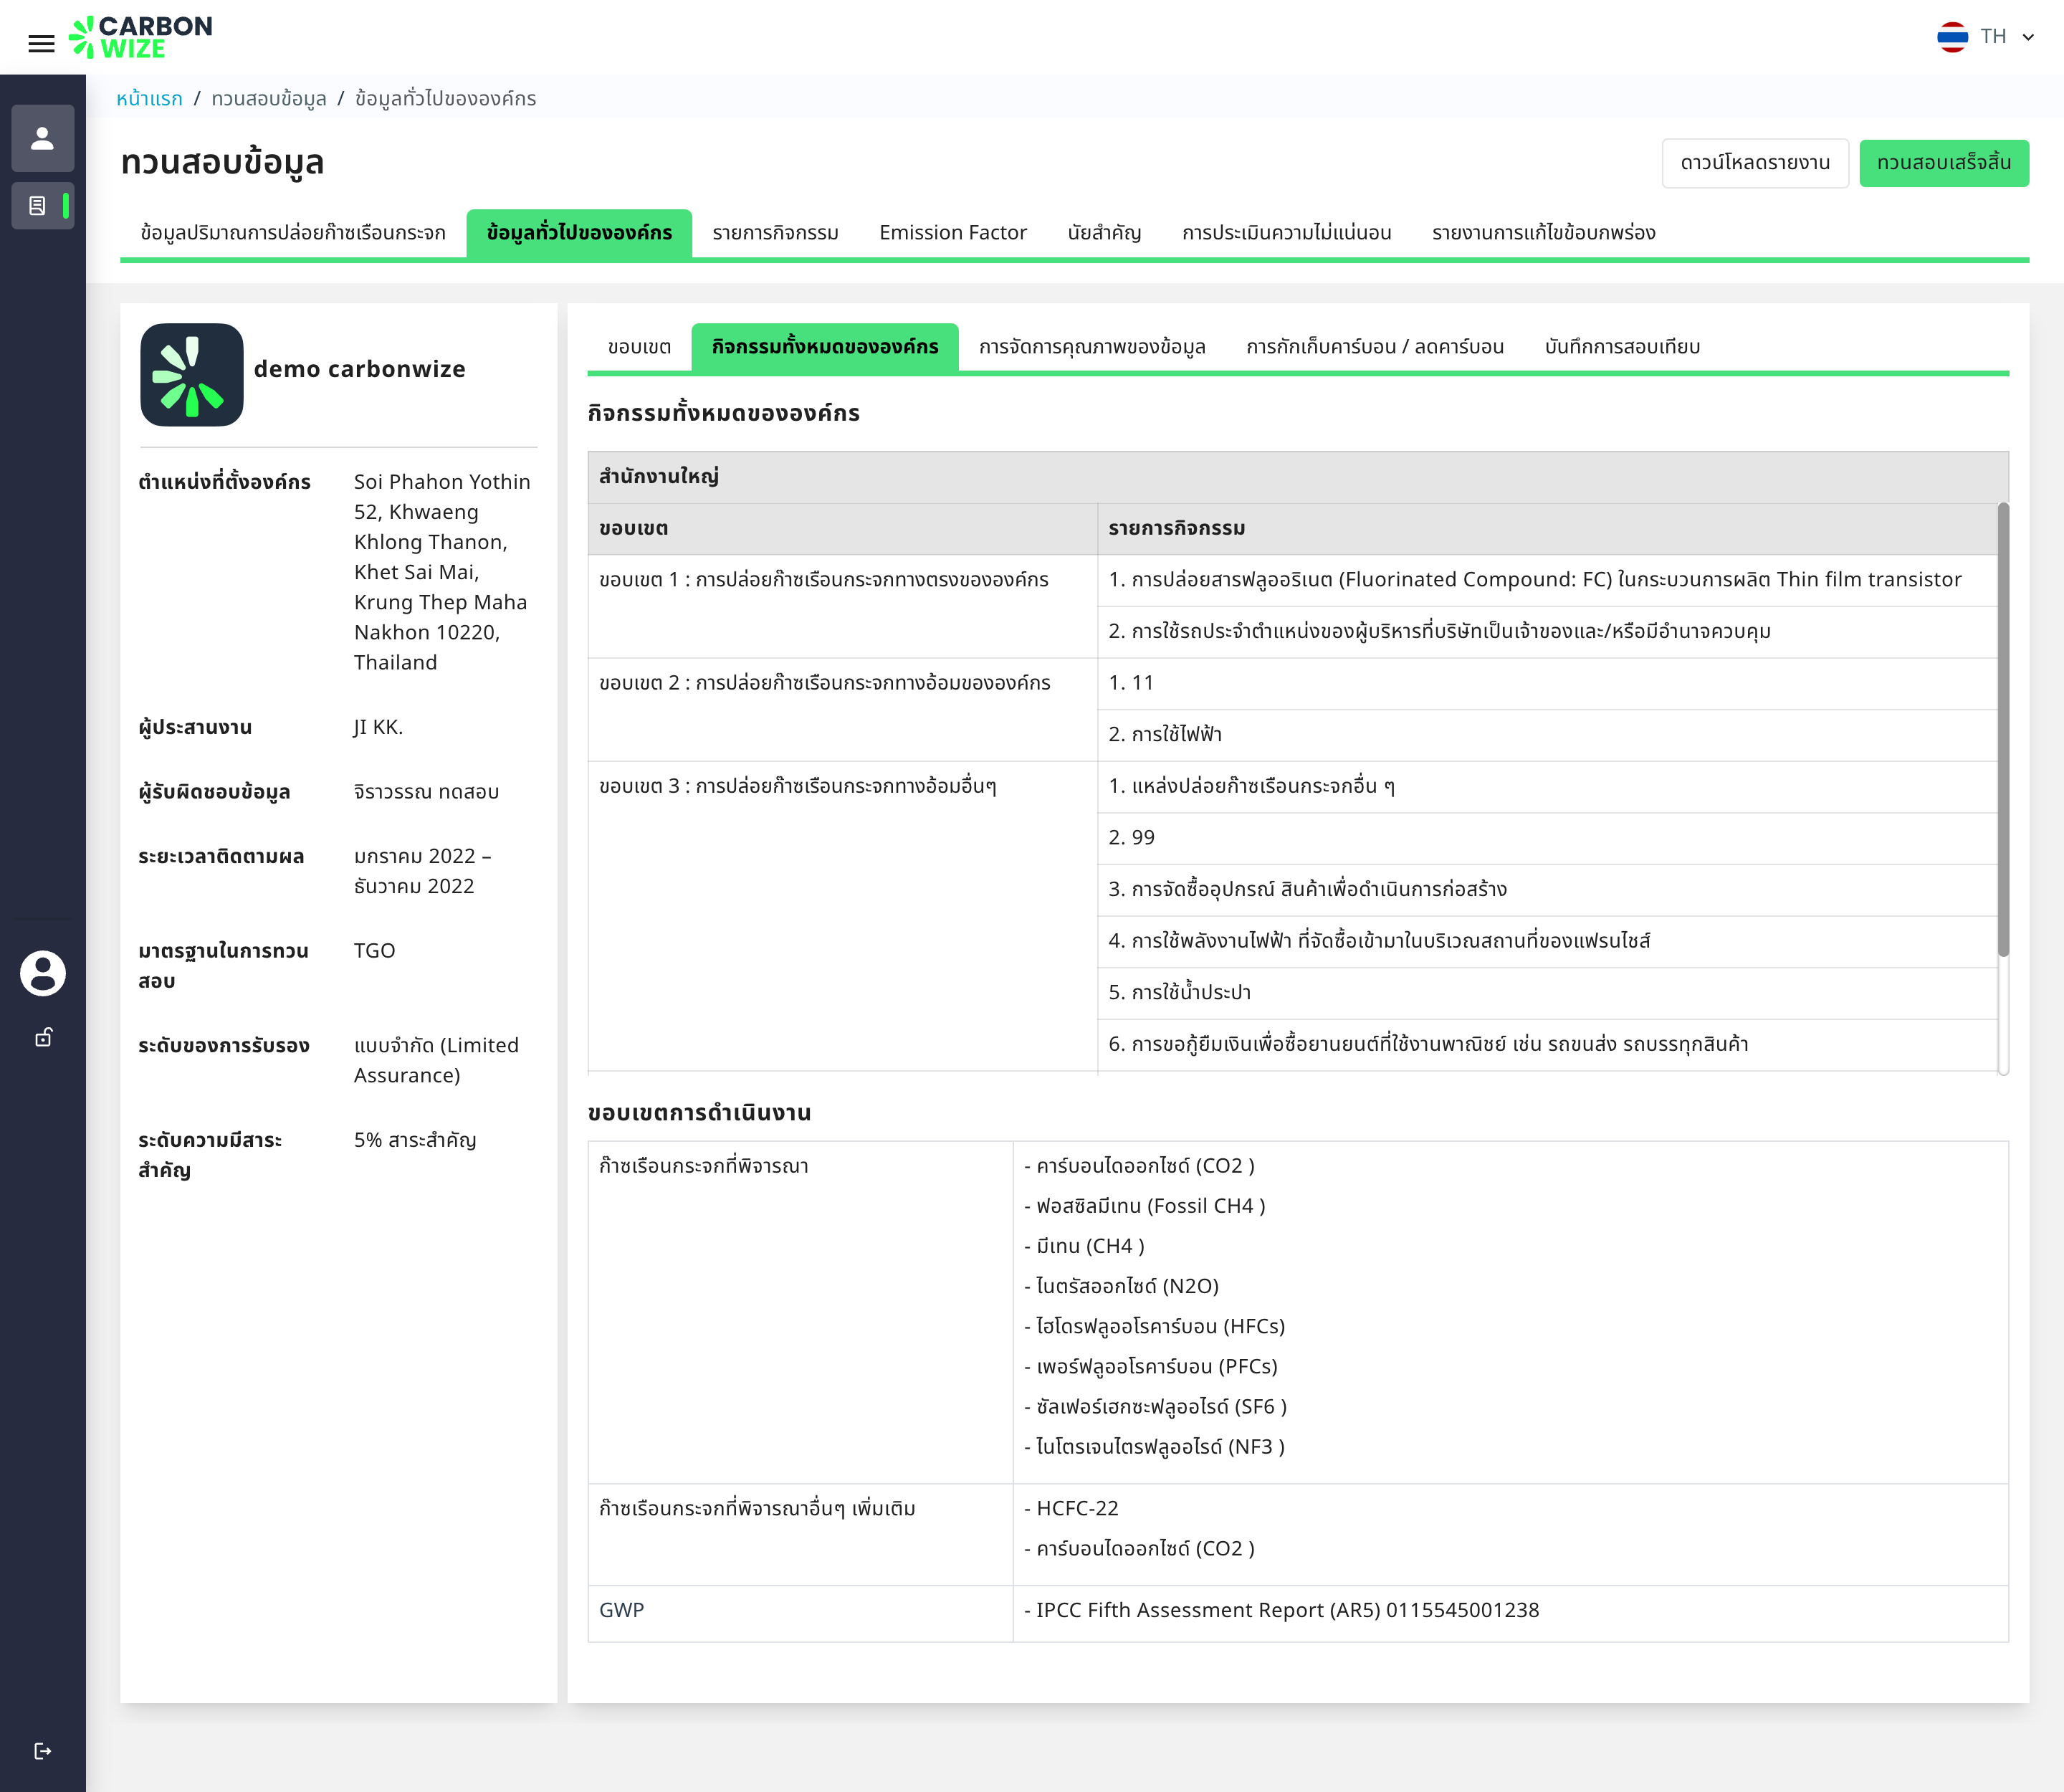 CARBON
WIZE
TH
หน้าแรก / ทวนสอบข้อมูล / ข้อมูลทั่วไปขององค์กร
ทวนสอบข้อมูล
ดาวน์โหลดรายงาน
ทวนสอบเสร็จสิ้น
ข้อมูลปริมาณการปล่อยก๊าซเรือนกระจก
ข้อมูลทั่วไปขององค์กร
รายการกิจกรรม
Emission Factor
นัยสำคัญ
การประเมินความไม่แน่นอน
รายงานการแก้ไขข้อบกพร่อง
demo carbonwize
ตำแหน่งที่ตั้งองค์กร
Soi Phahon Yothin
52, Khwaeng
Khlong Thanon,
Khet Sai Mai,
Krung Thep Maha
Nakhon 10220,
Thailand
ผู้ประสานงาน
JI KK.
ผู้รับผิดชอบข้อมูล
จิราวรรณ ทดสอบ
ระยะเวลาติดตามผล
มกราคม 2022 –
ธันวาคม 2022
มาตรฐานในการทวน
สอบ
TGO
ระดับของการรับรอง
แบบจำกัด (Limited
Assurance)
ระดับความมีสาระ
สำคัญ
5% สาระสำคัญ
ขอบเขต
กิจกรรมทั้งหมดขององค์กร
การจัดการคุณภาพของข้อมูล
การกักเก็บคาร์บอน / ลดคาร์บอน
บันทึกการสอบเทียบ
กิจกรรมทั้งหมดขององค์กร
สำนักงานใหญ่
ขอบเขต
รายการกิจกรรม
ขอบเขต 1 : การปล่อยก๊าซเรือนกระจกทางตรงขององค์กร
1. การปล่อยสารฟลูออริเนต (Fluorinated Compound: FC) ในกระบวนการผลิต Thin film transistor
2. การใช้รถประจำตำแหน่งของผู้บริหารที่บริษัทเป็นเจ้าของและ/หรือมีอำนาจควบคุม
ขอบเขต 2 : การปล่อยก๊าซเรือนกระจกทางอ้อมขององค์กร
1. 11
2. การใช้ไฟฟ้า
ขอบเขต 3 : การปล่อยก๊าซเรือนกระจกทางอ้อมอื่นๆ
1. แหล่งปล่อยก๊าซเรือนกระจกอื่น ๆ
2. 99
3. การจัดซื้ออุปกรณ์ สินค้าเพื่อดำเนินการก่อสร้าง
4. การใช้พลังงานไฟฟ้า ที่จัดซื้อเข้ามาในบริเวณสถานที่ของแฟรนไชส์
5. การใช้น้ำประปา
6. การขอกู้ยืมเงินเพื่อซื้อยานยนต์ที่ใช้งานพาณิชย์ เช่น รถขนส่ง รถบรรทุกสินค้า
ขอบเขตการดำเนินงาน
ก๊าซเรือนกระจกที่พิจารณา
- คาร์บอนไดออกไซด์ (CO2 )
- ฟอสซิลมีเทน (Fossil CH4 )
- มีเทน (CH4 )
- ไนตรัสออกไซด์ (N2O)
- ไฮโดรฟลูออโรคาร์บอน (HFCs)
- เพอร์ฟลูออโรคาร์บอน (PFCs)
- ซัลเฟอร์เฮกซะฟลูออไรด์ (SF6 )
- ไนโตรเจนไตรฟลูออไรด์ (NF3 )
ก๊าซเรือนกระจกที่พิจารณาอื่นๆ เพิ่มเติม
- HCFC-22
- คาร์บอนไดออกไซด์ (CO2 )
GWP
- IPCC Fifth Assessment Report (AR5) 0115545001238